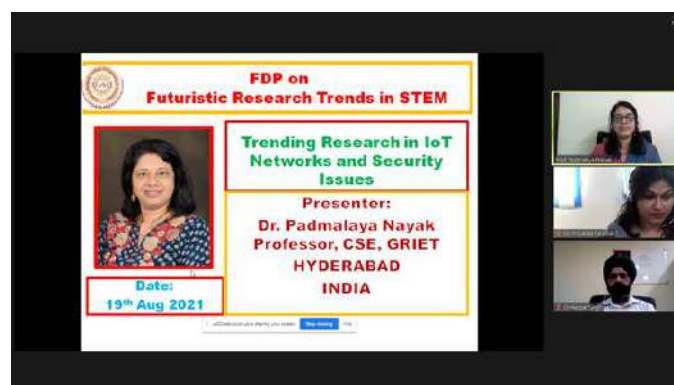 FDP on
Futuristic Research Trends in STEM
Trending Research in IoT
Networks and Security
Issues
Presenter:
Dr. Padmalaya Nayak
Professor, CSE, GRIET
HYDERABAD
INDIA
Date:
19th Aug 2021
Stop sharing